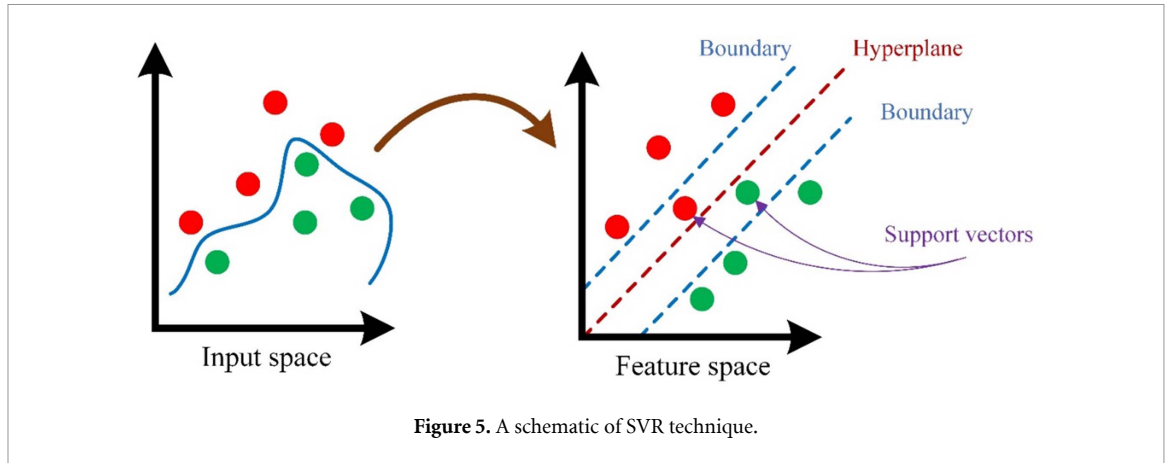 Boundary
Hyperplane
Boundary
Support vectors
Input space
Feature space
Figure 5. A schematic of SVR technique.